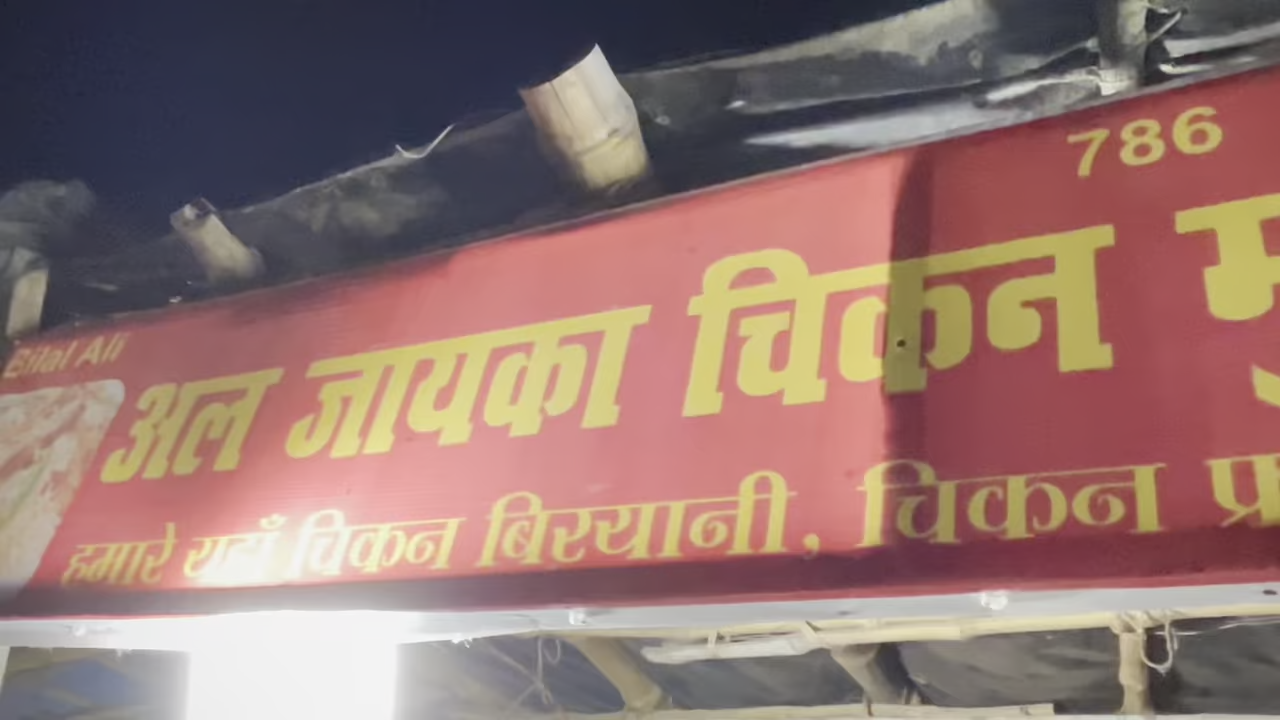 786
Bilal Ali
अल जायका चिकन
हमारे यहाँ चिकन बिरयानी, चिकन